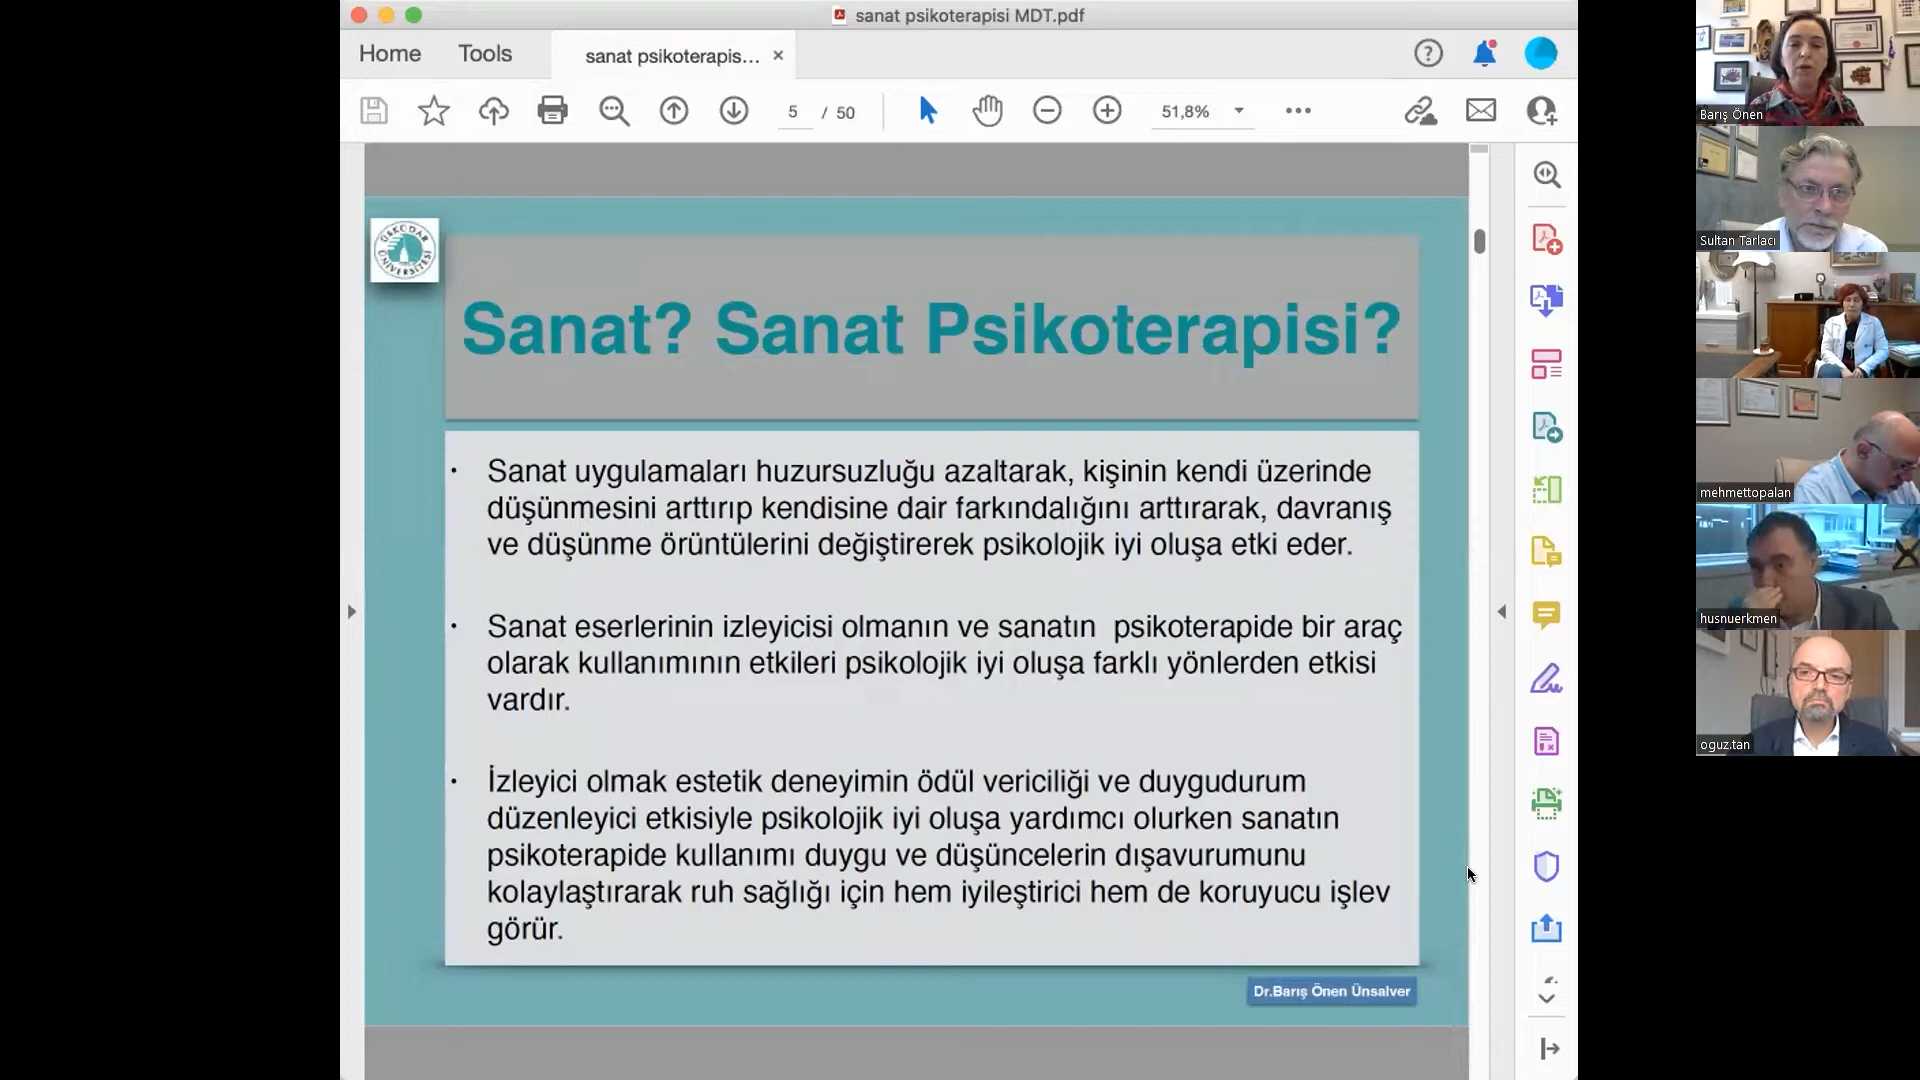 sanat psikoterapisi MDT.pdf
Home
Tools
sanat psikoterapis...
5 / 50
51,8%
ÜSKÜDAR ÜNİVERSİTESİ
Sanat? Sanat Psikoterapisi?
• Sanat uygulamaları huzursuzluğu azaltarak, kişinin kendi üzerinde
düşünmesini arttırıp kendisine dair farkındalığını arttırarak, davranış
ve düşünme örüntülerini değiştirerek psikolojik iyi oluşa etki eder.
• Sanat eserlerinin izleyicisi olmanın ve sanatın psikoterapide bir araç
olarak kullanımının etkileri psikolojik iyi oluşa farklı yönlerden etkisi
vardır.
• İzleyici olmak estetik deneyimin ödül vericiliği ve duygudurum
düzenleyici etkisiyle psikolojik iyi oluşa yardımcı olurken sanatın
psikoterapide kullanımı duygu ve düşüncelerin dışavurumunu
kolaylaştırarak ruh sağlığı için hem iyileştirici hem de koruyucu işlev
görür.
Dr.Barış Önen Ünsalver
Barış Önen
Sultan Tarlacı
mehmettopalan
husnuerkmen
oguz.tan